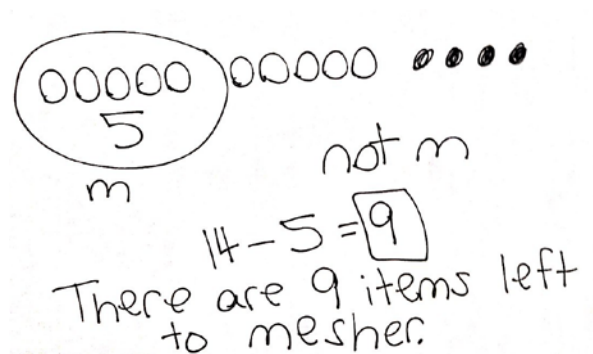 5
m
not m
14 - 5 = 9
There are 9 items left
to mesher.